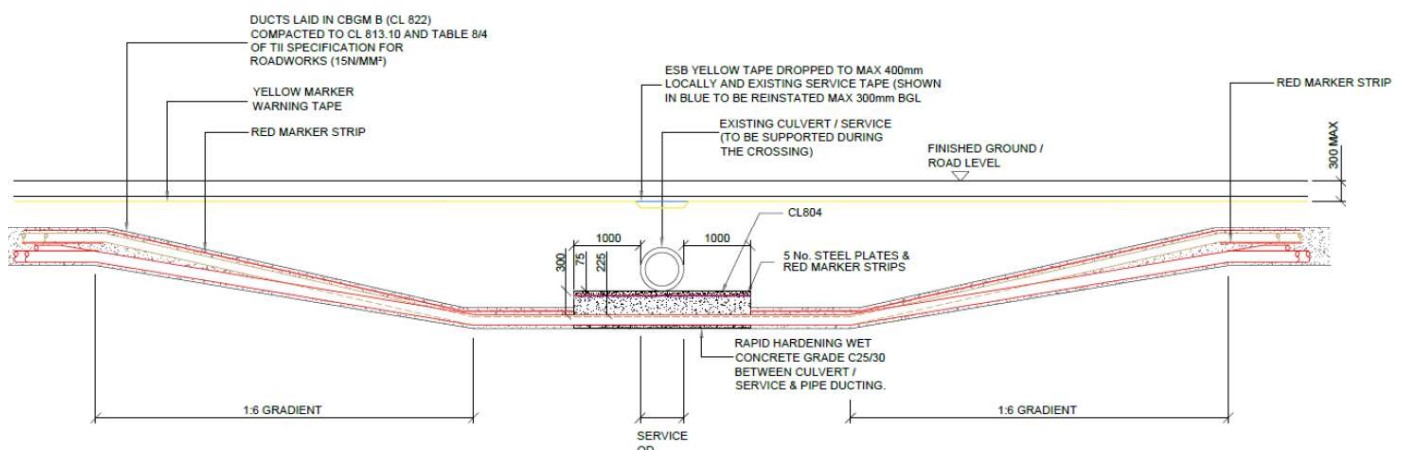 DUCTS LAID IN CBGM B (CL 822)
COMPACTED TO CL 813.10 AND TABLE 8/4
OF TII SPECIFICATION FOR
ROADWORKS (15N/MM²)
YELLOW MARKER
WARNING TAPE
RED MARKER STRIP
ESB YELLOW TAPE DROPPED TO MAX 400mm
LOCALLY AND EXISTING SERVICE TAPE (SHOWN
IN BLUE TO BE REINSTATED MAX 300mm BGL
EXISTING CULVERT / SERVICE
(TO BE SUPPORTED DURING
THE CROSSING)
FINISHED GROUND /
ROAD LEVEL
RED MARKER STRIP
300 MAX
CL804
1000
1000
300
75
225
5 No. STEEL PLATES &
RED MARKER STRIPS
RAPID HARDENING WET
CONCRETE GRADE C25/30
BETWEEN CULVERT /
SERVICE & PIPE DUCTING.
1:6 GRADIENT
1:6 GRADIENT
SERVICE
OD